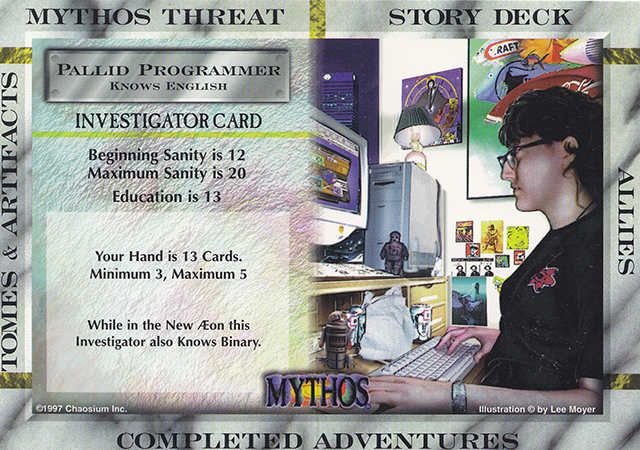 MYTHOS THREAT
STORY DECK
PALLID PROGRAMMER
KNOWS ENGLISH
INVESTIGATOR CARD
Beginning Sanity is 12
Maximum Sanity is 20
Education is 13
Your Hand is 13 Cards.
Minimum 3, Maximum 5
While in the New Æon this
Investigator also Knows Binary.
TOMES & ARTIFACTS
ALLIES
.RAFT
MYTHOS
©1997 Chaosium Inc.
Illustration © by Lee Moyer
COMPLETED ADVENTURES